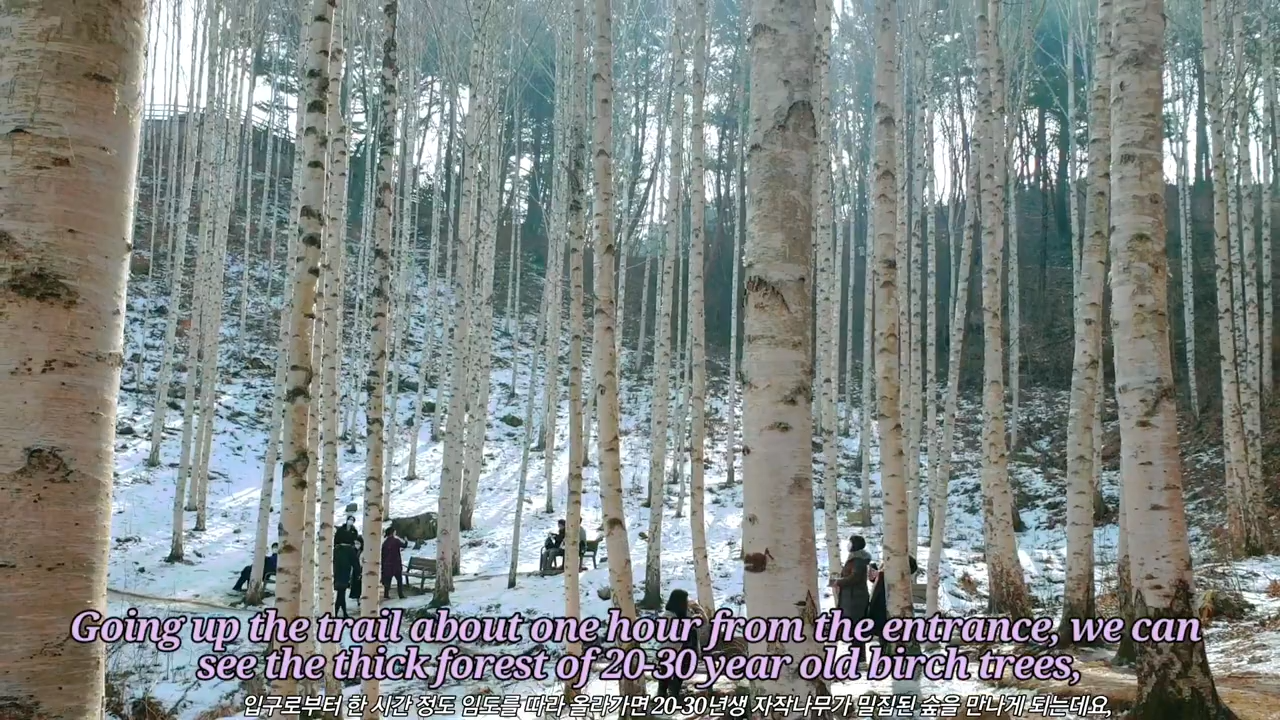 Going up the trail about one hour from the entrance, we can
see the thick forest of 20-30 year old birch trees,
입구로부터 한 시간 정도 임도를 따라 올라가면 20-30년생 자작나무가 밀집된 숲을 만나게 되는데요,